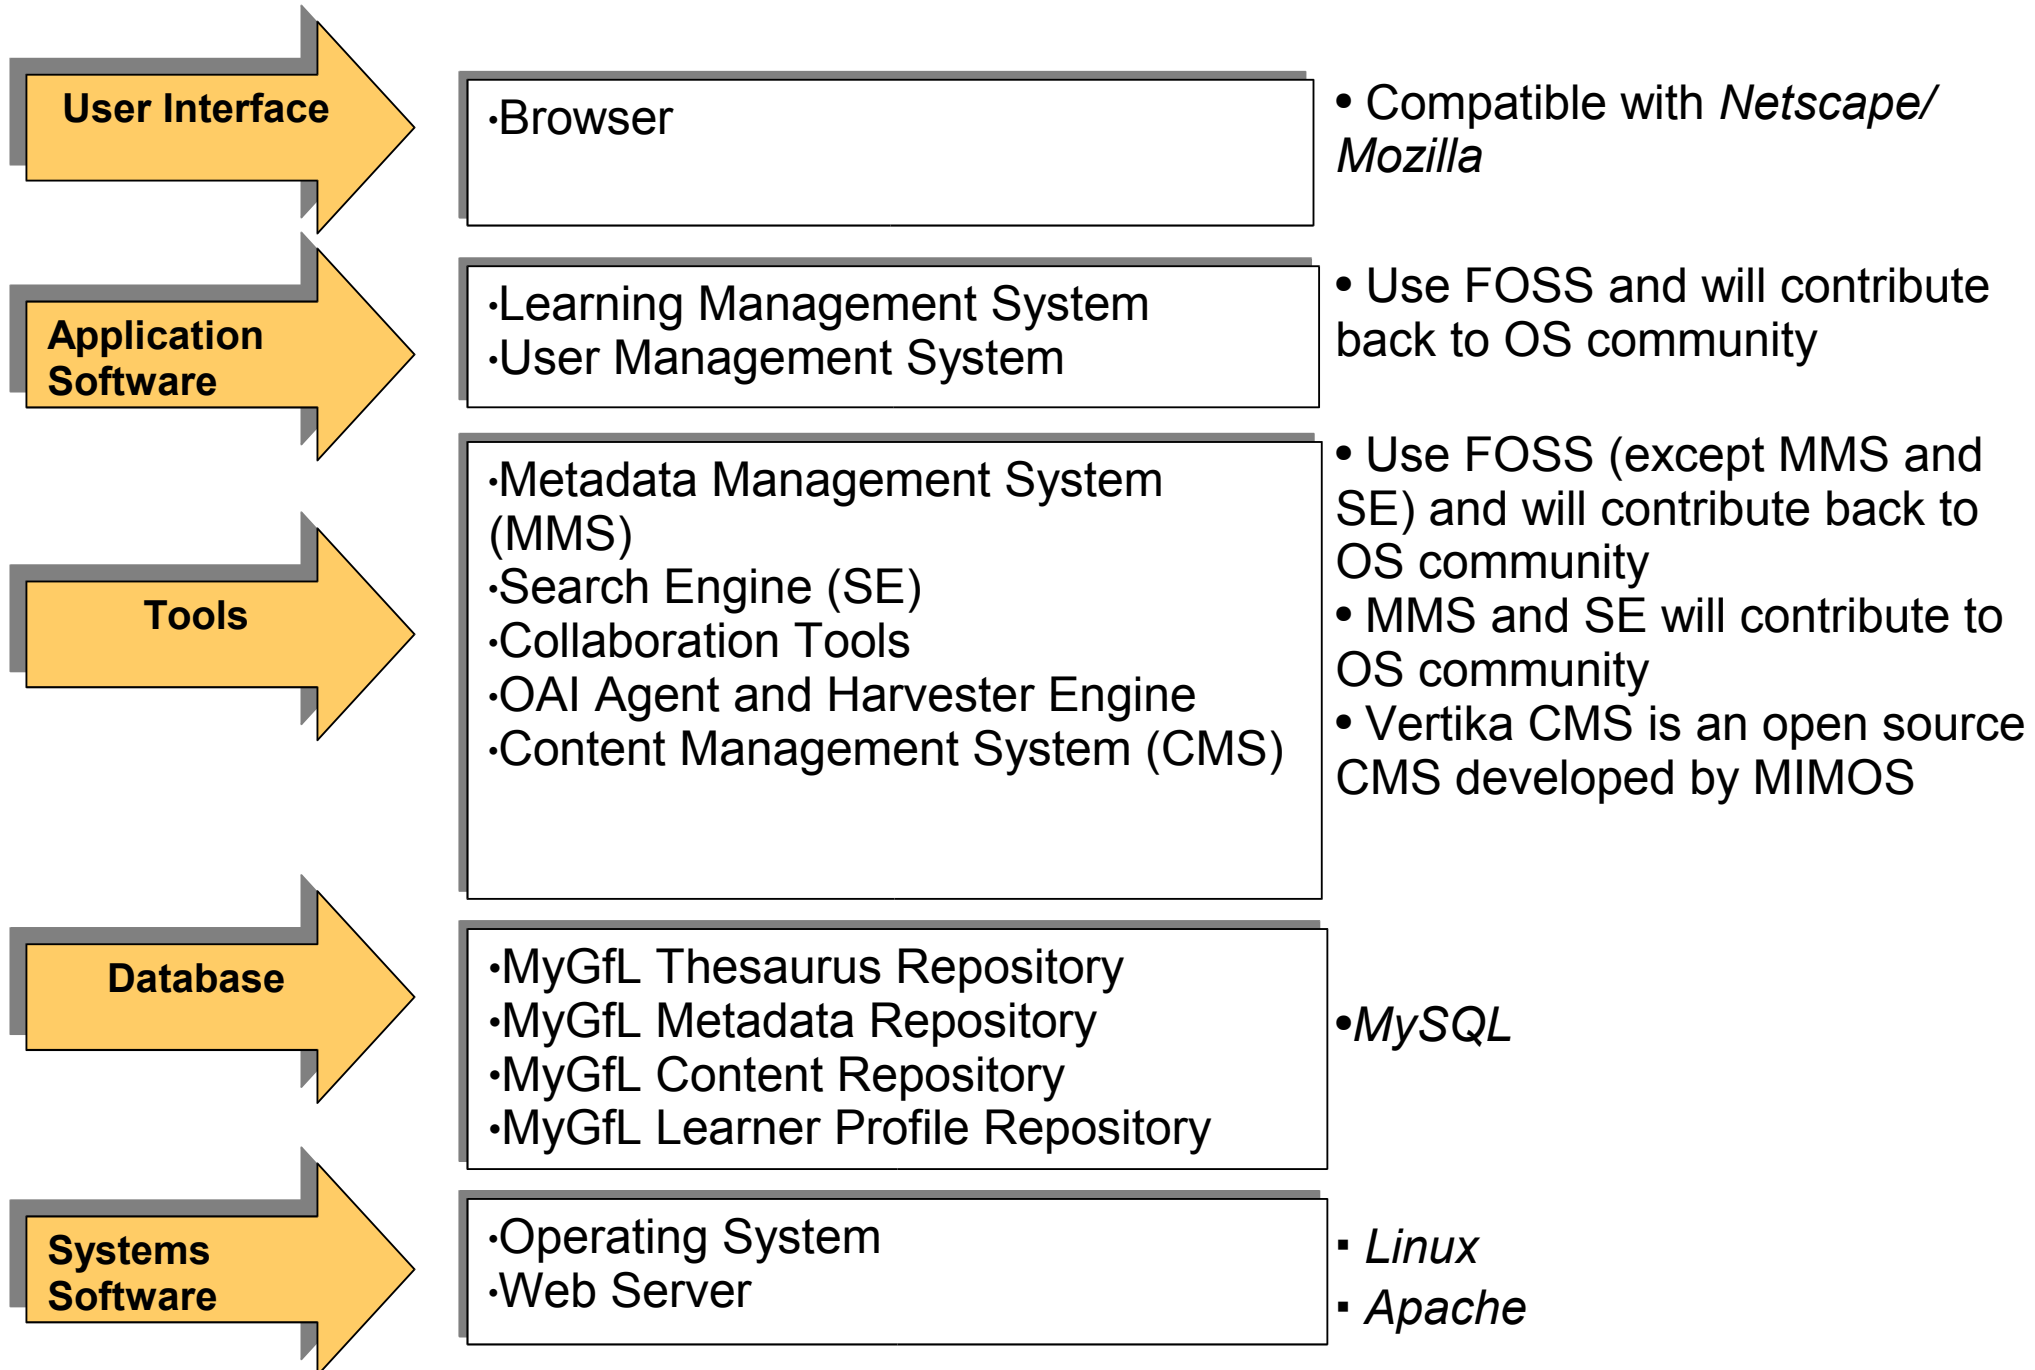 User Interface
·Browser
• Compatible with Netscape/
Mozilla
Application
Software
·Learning Management System
·User Management System
• Use FOSS and will contribute
back to OS community
Tools
·Metadata Management System
(MMS)
·Search Engine (SE)
·Collaboration Tools
·OAI Agent and Harvester Engine
·Content Management System (CMS)
• Use FOSS (except MMS and
SE) and will contribute back to
OS community
• MMS and SE will contribute to
OS community
• Vertika CMS is an open source
CMS developed by MIMOS
Database
·MyGfL Thesaurus Repository
·MyGfL Metadata Repository
·MyGfL Content Repository
·MyGfL Learner Profile Repository
•MySQL
Systems
Software
·Operating System
·Web Server
▪ Linux
▪ Apache